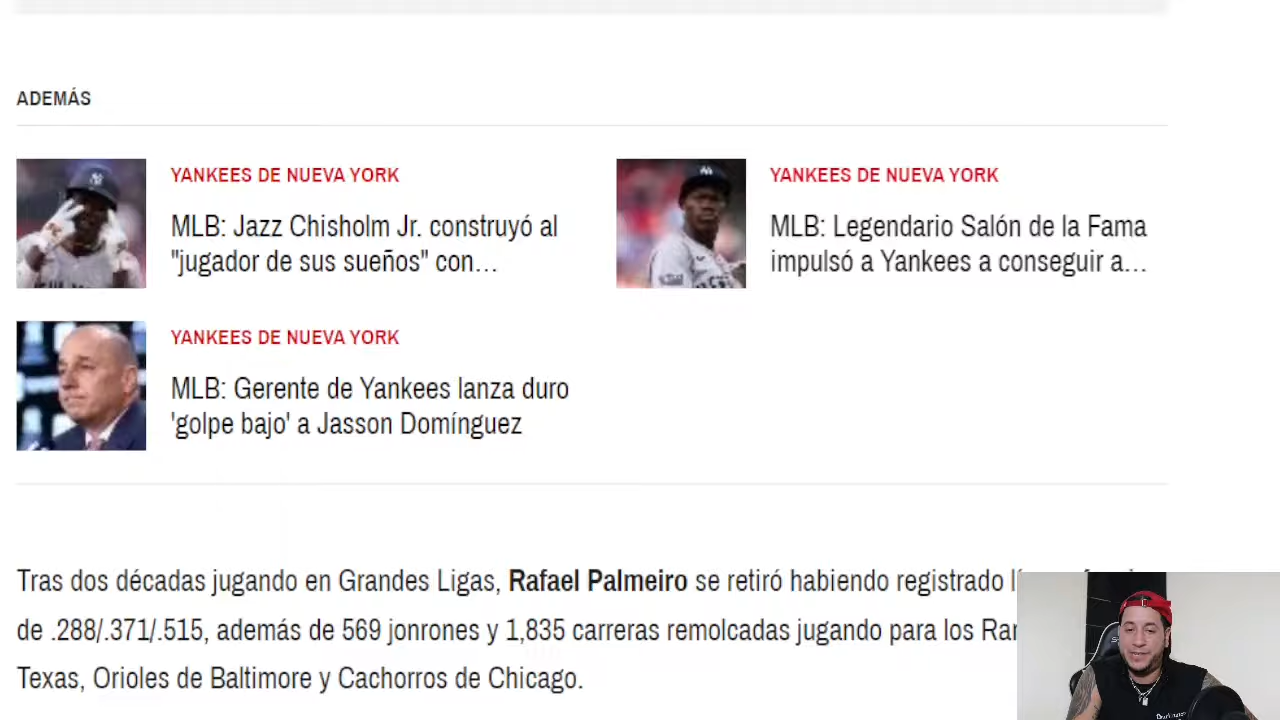 ADEMÁS
YANKEES DE NUEVA YORK
MLB: Jazz Chisholm Jr. construyó al
"jugador de sus sueños" con...
YANKEES DE NUEVA YORK
MLB: Legendario Salón de la Fama
impulsó a Yankees a conseguir a...
YANKEES DE NUEVA YORK
MLB: Gerente de Yankees lanza duro
'golpe bajo' a Jasson Domínguez
Tras dos décadas jugando en Grandes Ligas, Rafael Palmeiro se retiró habiendo registrado
de .288/.371/.515, además de 569 jonrones y 1,835 carreras remolcadas jugando para los
Texas, Orioles de Baltimore y Cachorros de Chicago.